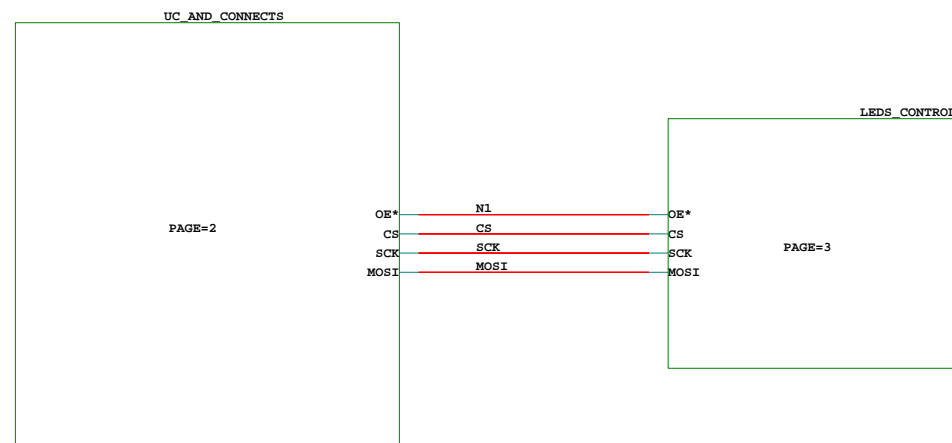 UC_AND_CONNECTS
LEDS_CONTROL
OE* N1 OE*
PAGE=2
CS CS CS
SCK SCK SCK
PAGE=3
MOSI MOSI MOSI